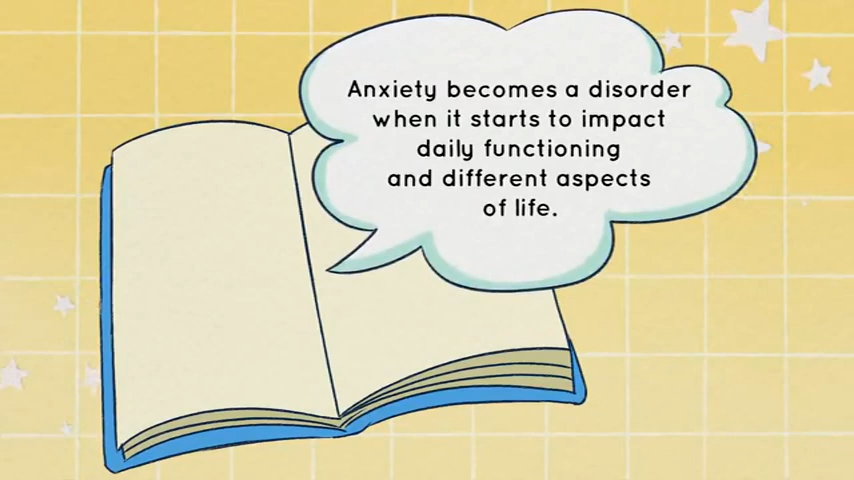 Anxiety becomes a disorder
when it starts to impact
daily functioning
and different aspects
of life.